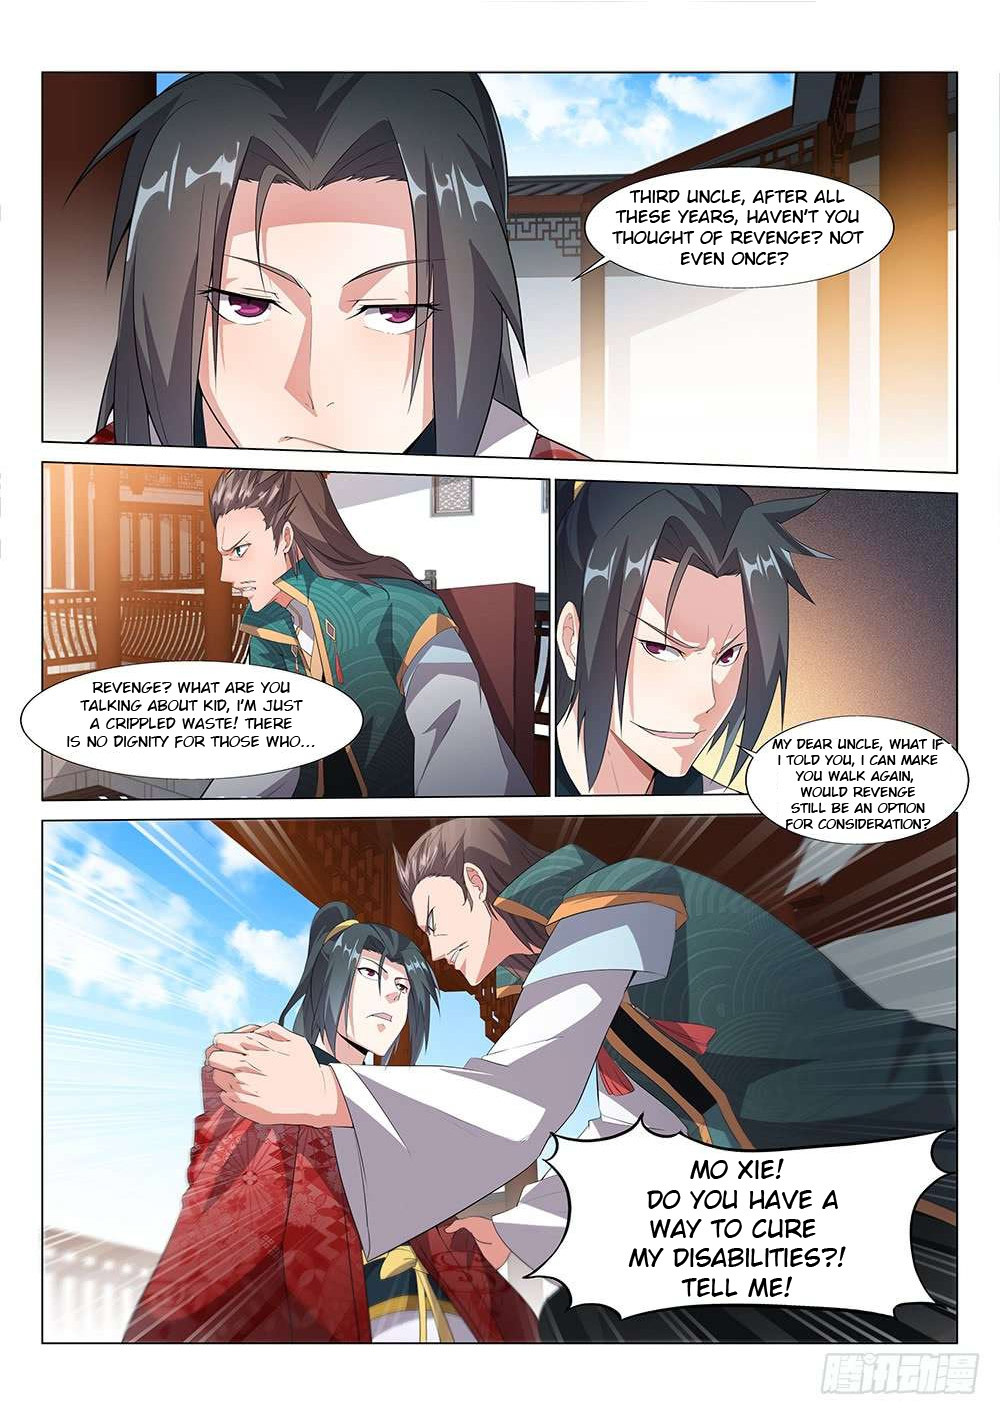 THIRD UNCLE, AFTER ALL
THESE YEARS, HAVEN'T YOU
THOUGHT OF REVENGE? NOT
EVEN ONCE?
REVENGE? WHAT ARE YOU
TALKING ABOUT KID, I'M JUST
A CRIPPLED WASTE! THERE
IS NO DIGNITY FOR THOSE WHO...
MY DEAR UNCLE, WHAT IF
I TOLD YOU, I CAN MAKE
YOU WALK AGAIN,
WOULD REVENGE
STILL BE AN OPTION
FOR CONSIDERATION?
MO XIE!
DO YOU HAVE A
WAY TO CURE
MY DISABILITIES?!
TELL ME!
腾讯动漫